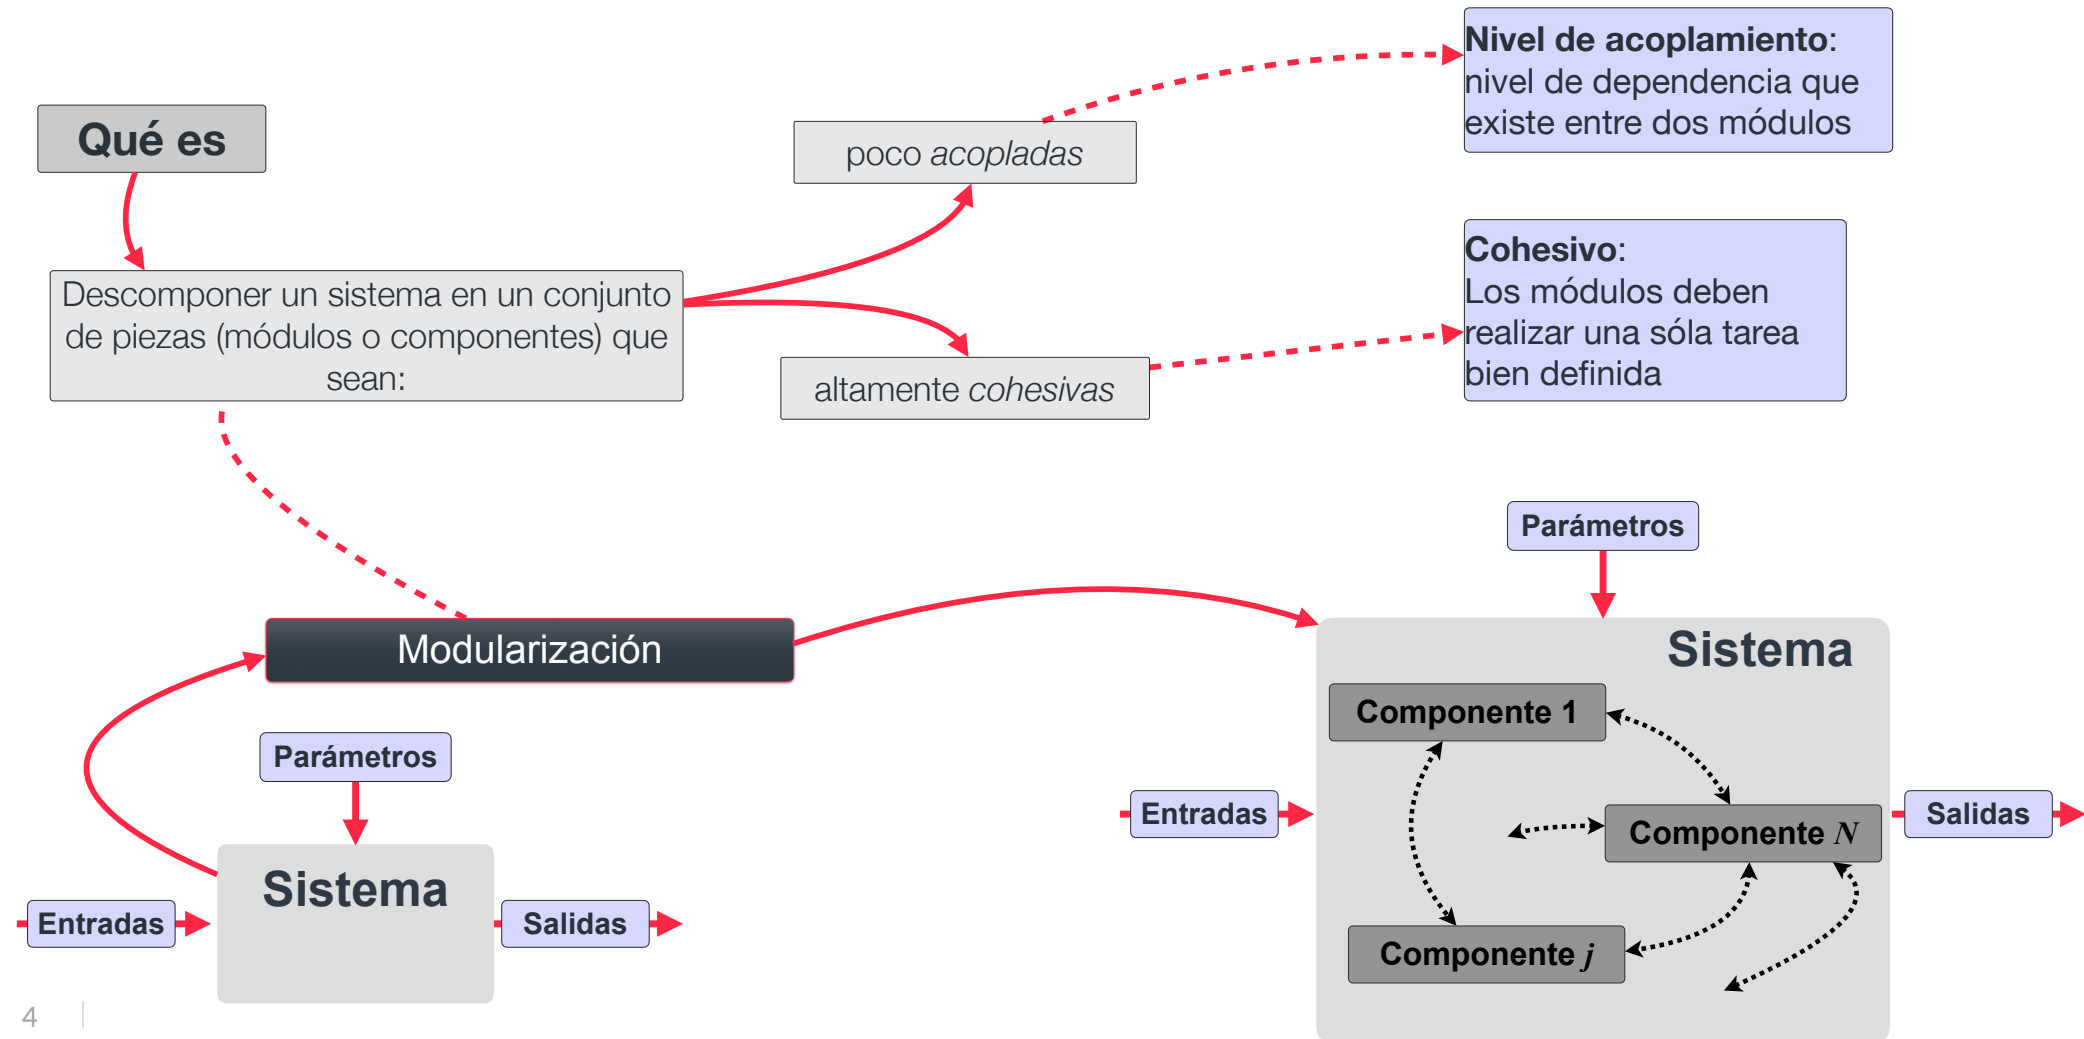 Qué es
Descomponer un sistema en un conjunto
de piezas (módulos o componentes) que
sean:
poco acopladas
altamente cohesivas
Nivel de acoplamiento:
nivel de dependencia que
existe entre dos módulos
Cohesivo:
Los módulos deben
realizar una sóla tarea
bien definida
Modularización
Parámetros
Entradas
Sistema
Salidas
Parámetros
Sistema
Componente 1
Entradas
Componente N
Salidas
Componente j
4